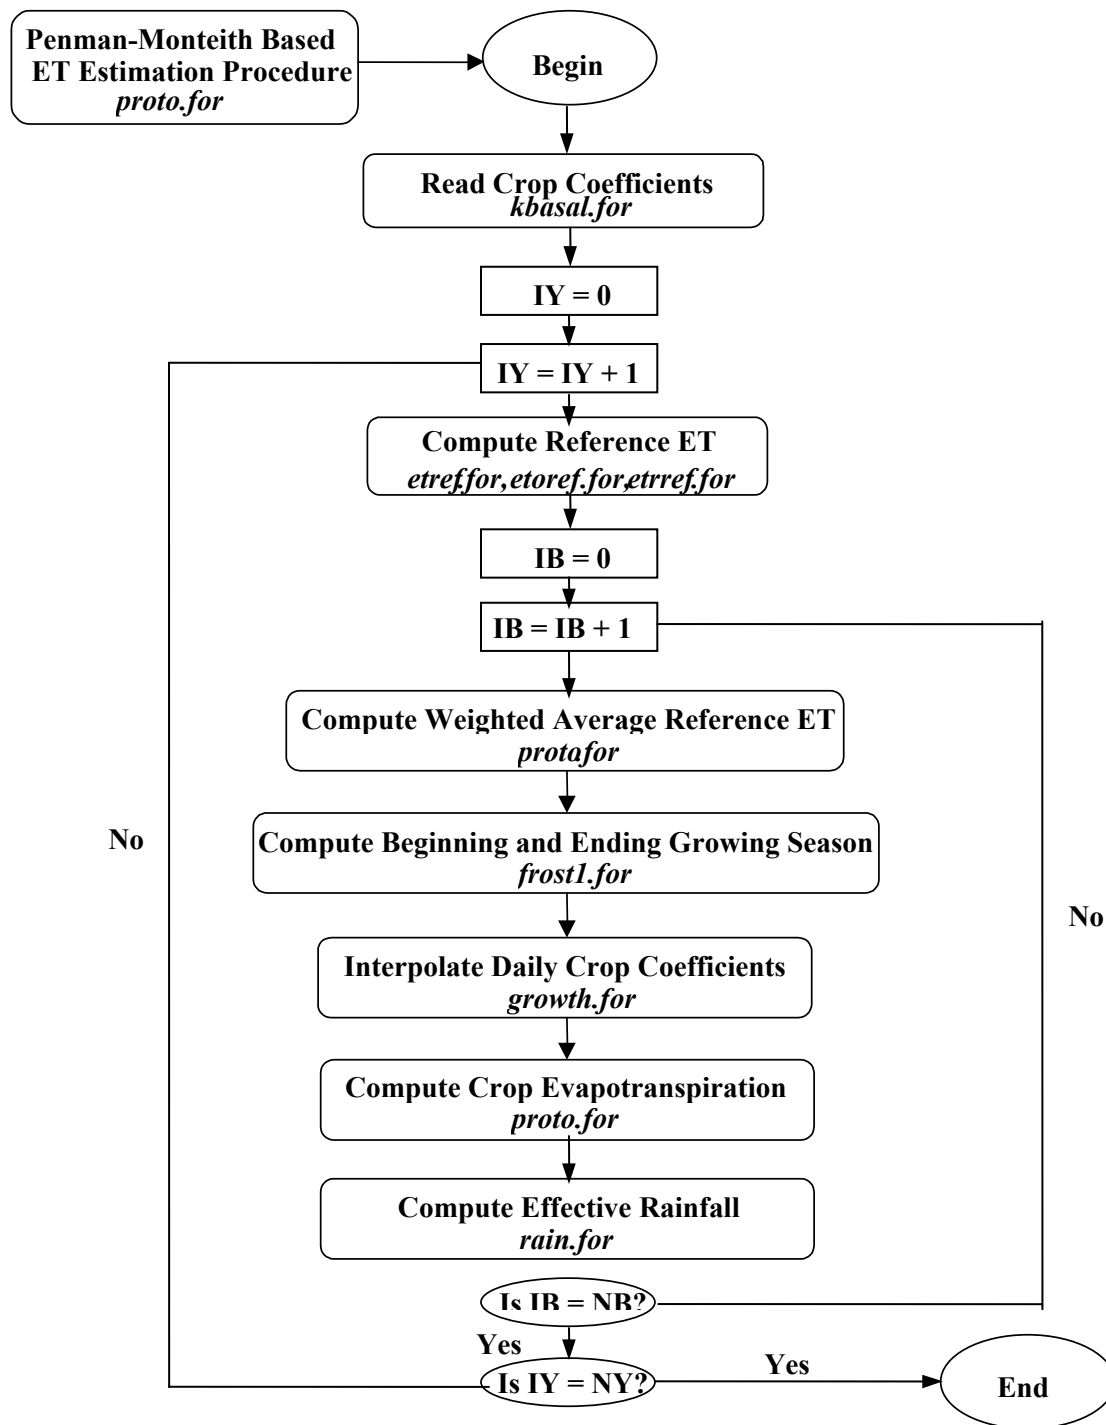 Penman-Monteith Based
ET Estimation Procedure
proto.for
Begin
Read Crop Coefficients
kbasal.for
IY = 0
IY = IY + 1
Compute Reference ET
etref.for, etoref.for, etrref.for
IB = 0
IB = IB + 1
Compute Weighted Average Reference ET
proto.for
Compute Beginning and Ending Growing Season
frost1.for
No
No
Interpolate Daily Crop Coefficients
growth.for
Compute Crop Evapotranspiration
proto.for
Compute Effective Rainfall
rain.for
Is IB = NB?
Yes
Is IY = NY?
Yes
End